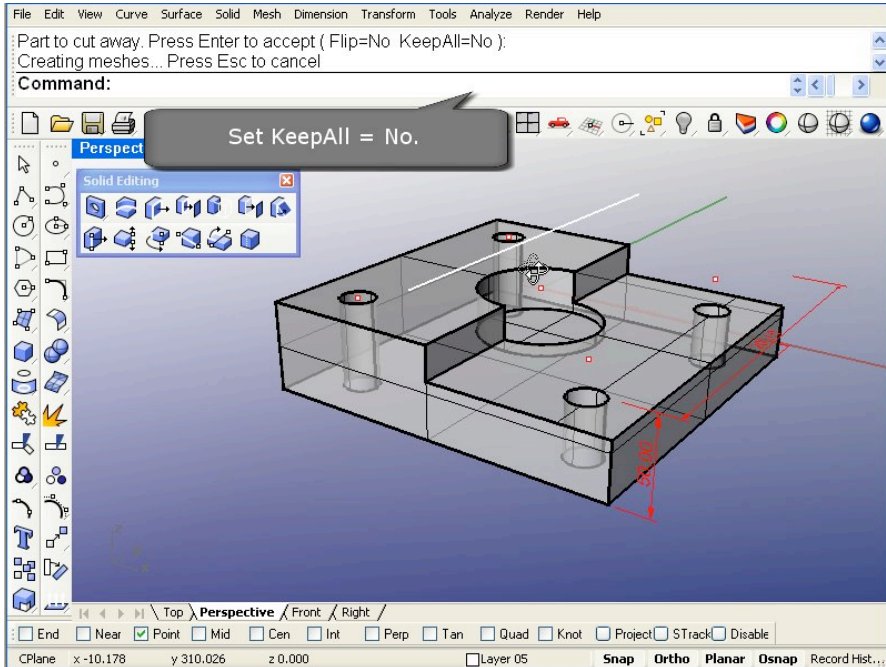 File Edit View Curve Surface Solid Mesh Dimension Transform Tools Analyze Render Help
Part to cut away. Press Enter to accept ( Flip=No KeepAll=No ):
Creating meshes... Press Esc to cancel
Command:
Set KeepAll = No.
Perspect
Solid Editing
50.00
Top Perspective Front Right
End Near Point Mid Cen Int Perp Tan Quad Knot Project STrack Disable
CPlane x -10.178 y 310.026 z 0.000 Layer 05 Snap Ortho Planar Osnap Record Hist...